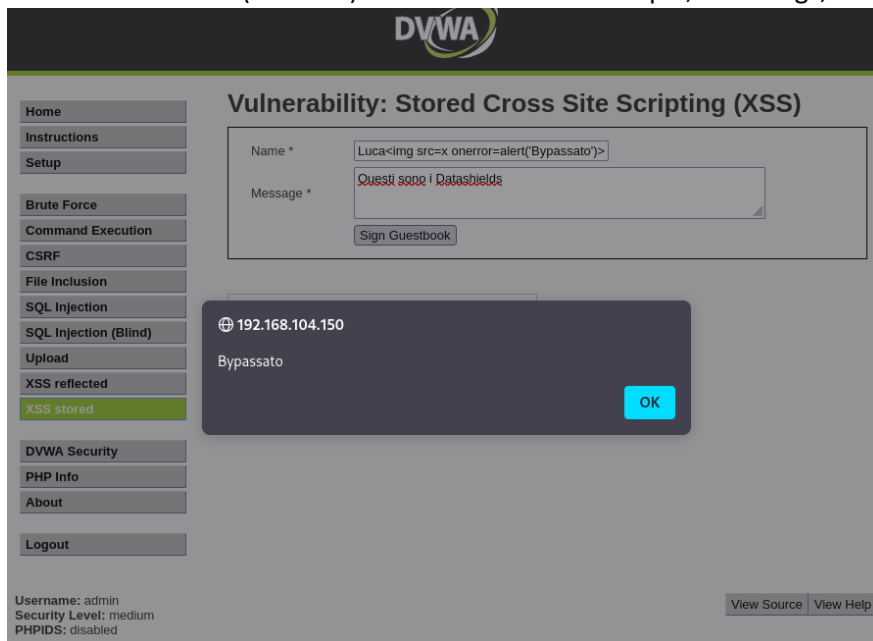 DVWA
Vulnerability: Stored Cross Site Scripting (XSS)
Home
Instructions
Setup
Brute Force
Command Execution
CSRF
File Inclusion
SQL Injection
SQL Injection (Blind)
Upload
XSS reflected
XSS stored
DVWA Security
PHP Info
About
Logout
Name * Luca<img src=x onerror=alert('Bypassato')>
Message * Questi sono i Datashields
Sign Guestbook
192.168.104.150
Bypassato
OK
Username: admin
Security Level: medium
PHPIDS: disabled
View Source View Help